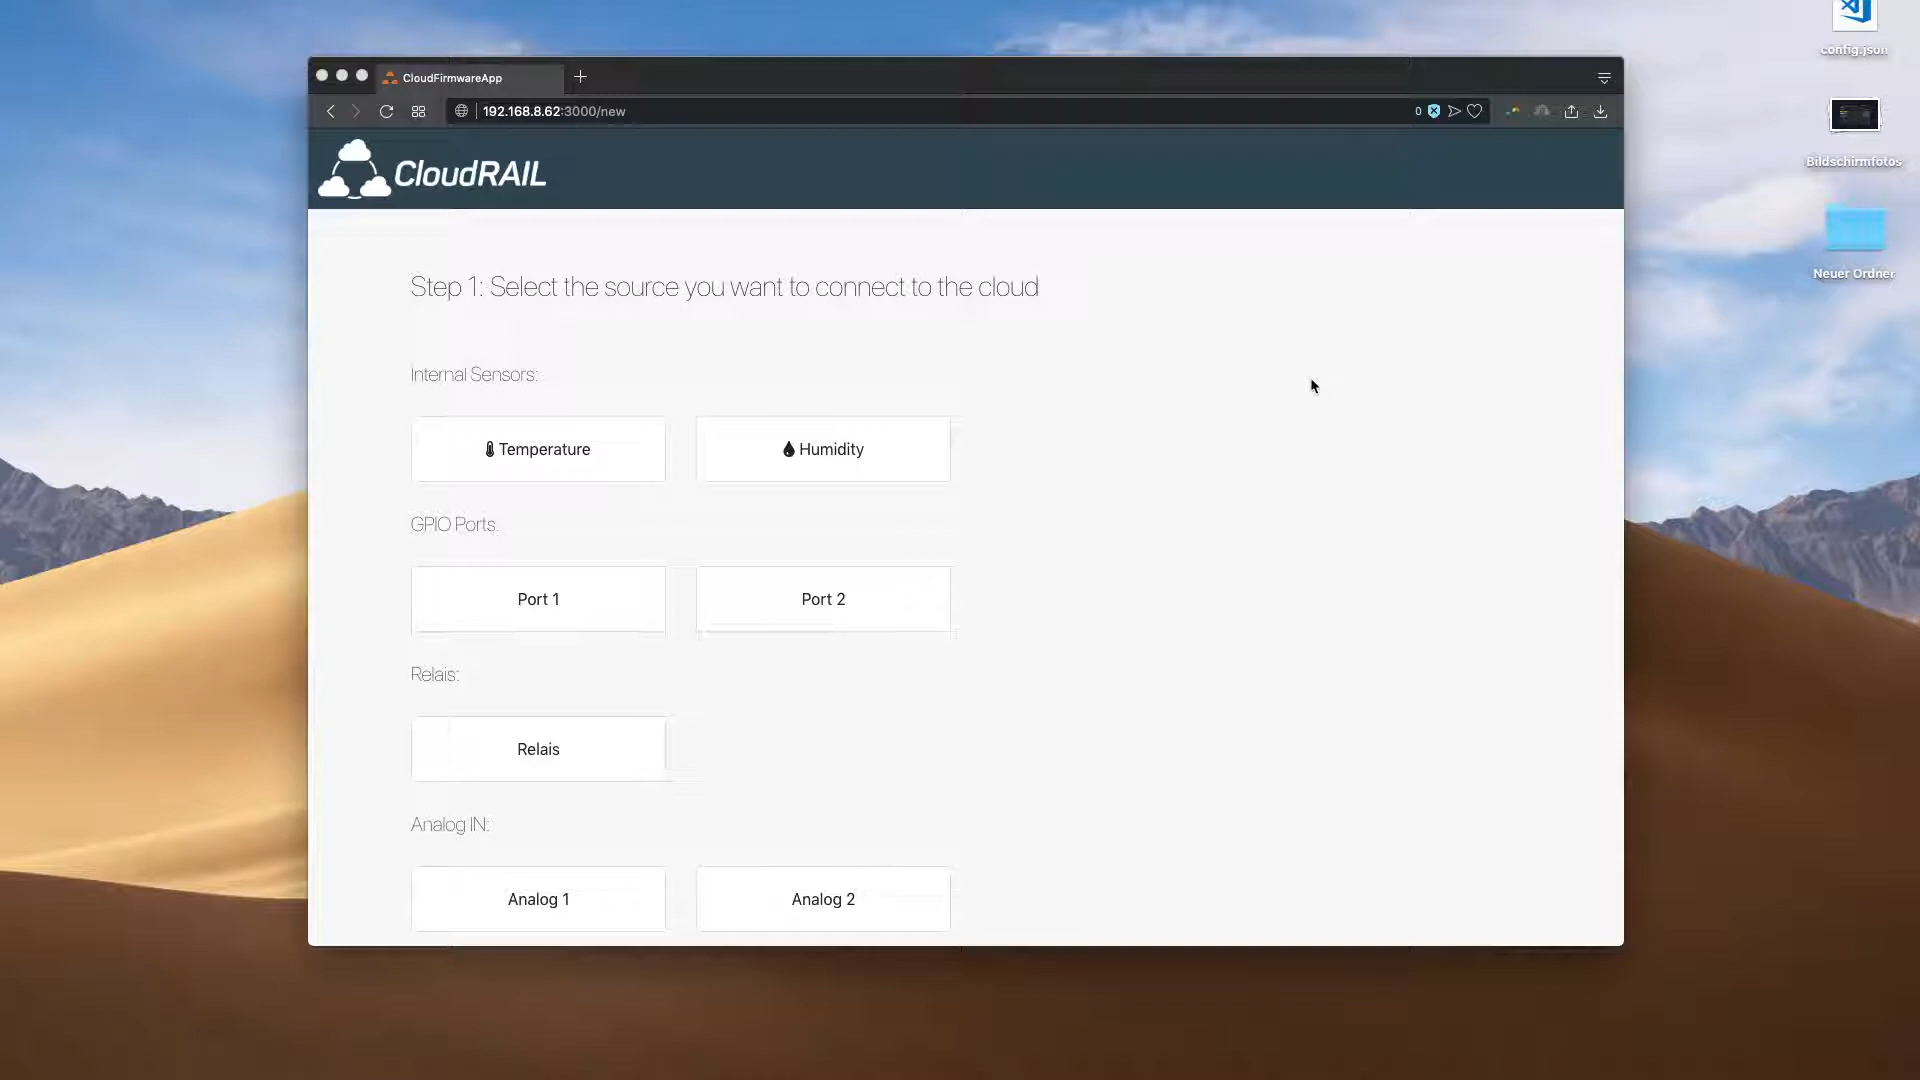 config.json
CloudFirmwareApp
192.168.8.62:3000/new
0
Bildschirmfotos
CloudRAIL
Neuer Ordner
Step 1: Select the source you want to connect to the cloud
Internal Sensors:
Temperature
Humidity
GPIO Ports:
Port 1
Port 2
Relais:
Relais
Analog IN:
Analog 1
Analog 2